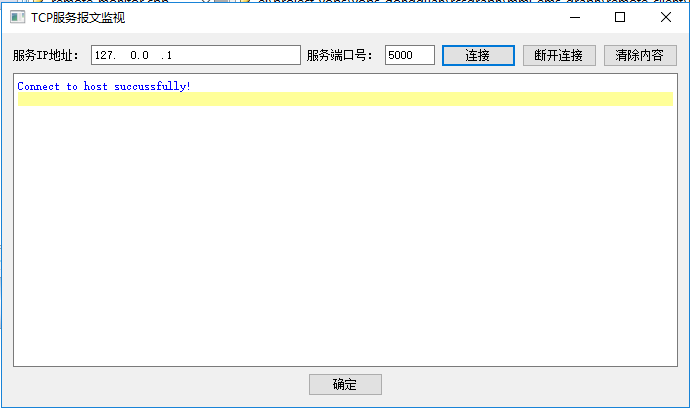 TCP服务报文监视
服务IP地址： 127. 0.0 .1 服务端口号： 5000 连接 断开连接 清除内容
Connect to host succussfully!
确定